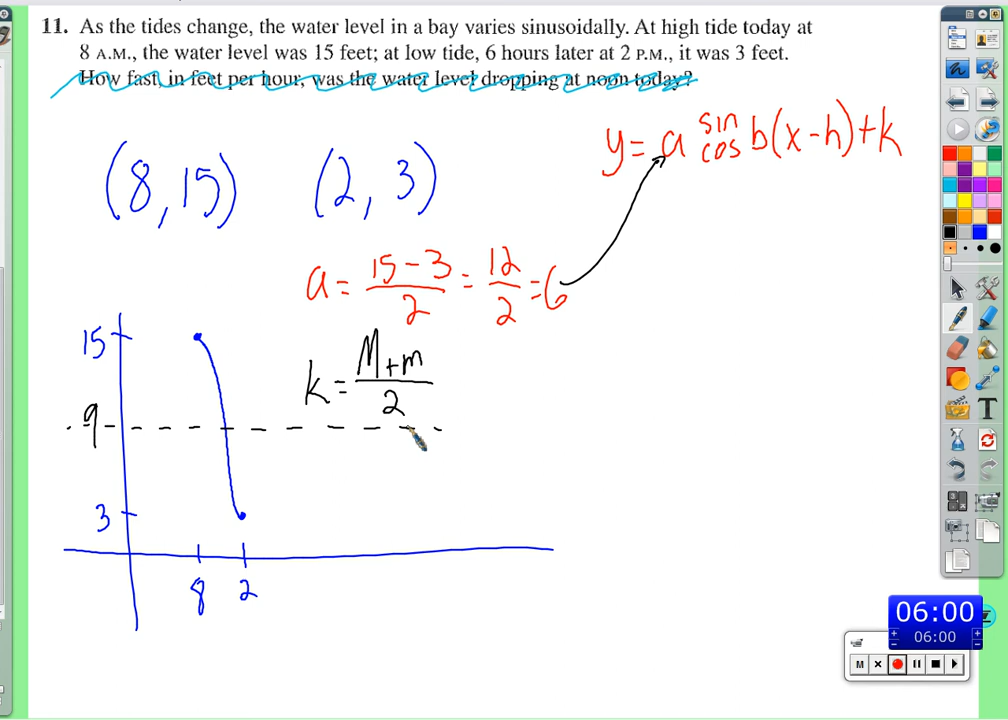 11. As the tides change, the water level in a bay varies sinusoidally. At high tide today at
8 A.M., the water level was 15 feet; at low tide, 6 hours later at 2 P.M., it was 3 feet.
How fast, in feet per hour, was the water level dropping at noon today?
y = a sin cos b(x-h)+k
(8, 15) (2, 3)
a = 15-3/2 = 12/2 = 6
15
k = M+m/2
9
3
8 2
T
06:00
06:00
M